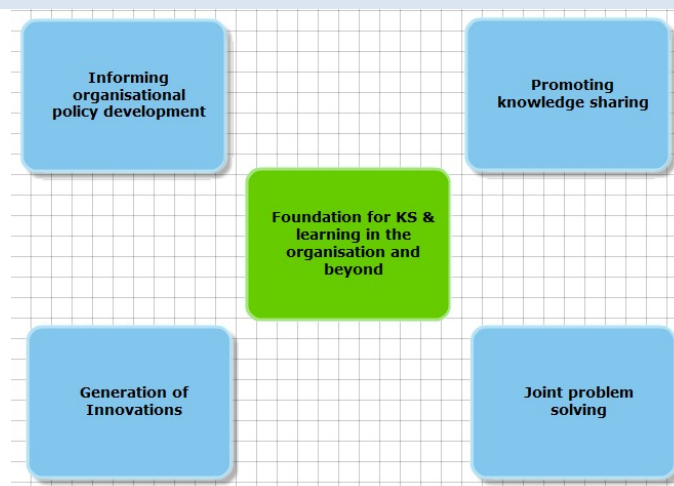 Informing
organisational
policy development
Promoting
knowledge sharing
Foundation for KS &
learning in the
organisation and
beyond
Generation of
Innovations
Joint problem
solving